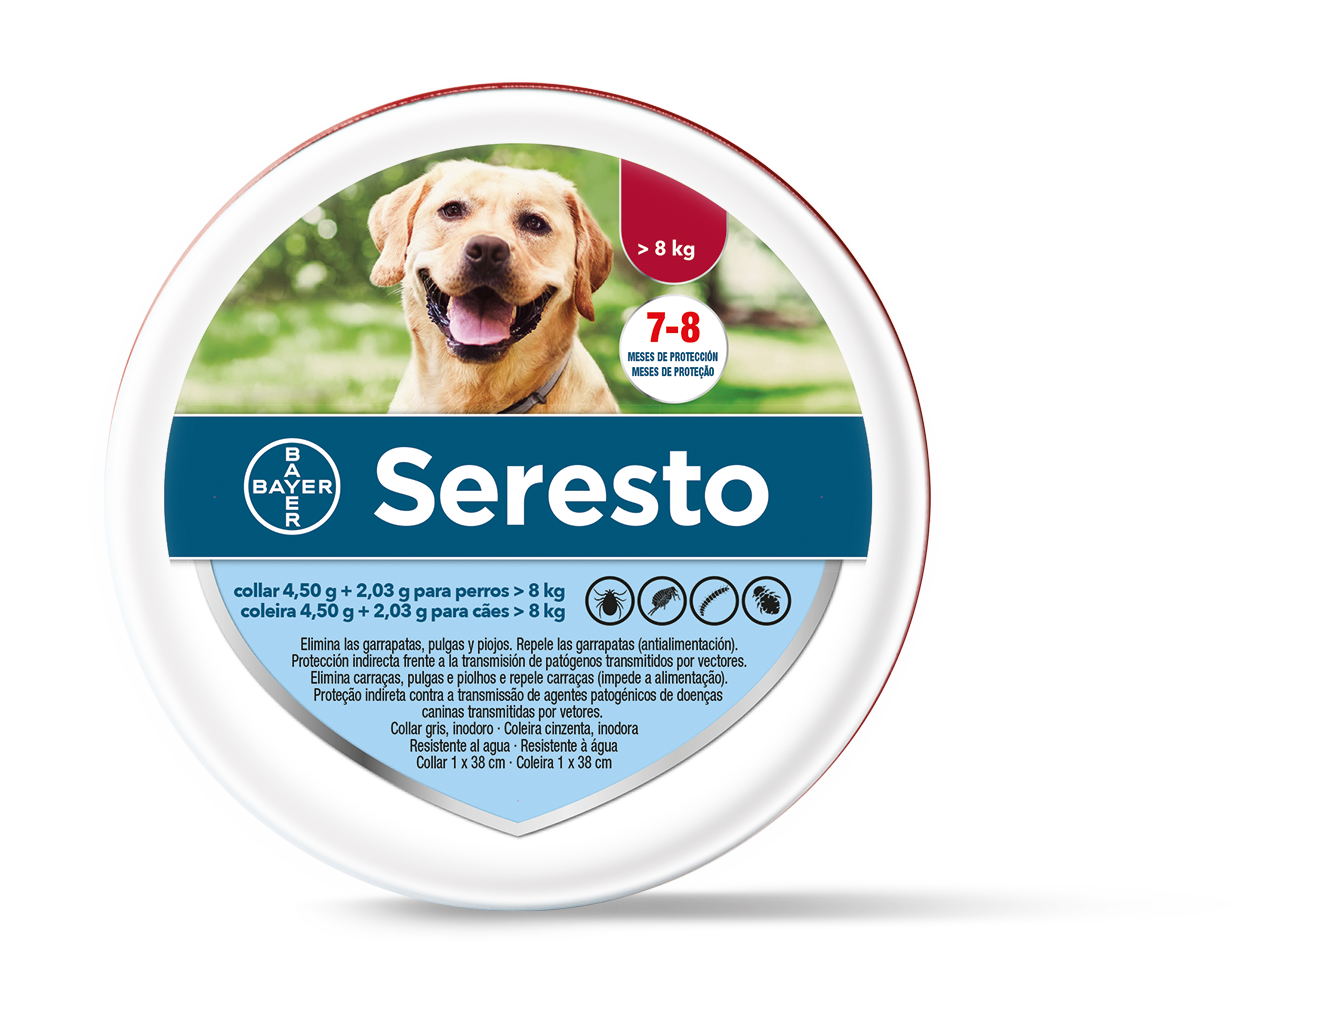 > 8 kg
7-8
MESES DE PROTECCIÓN
MESES DE PROTEÇÃO
BAYER
BAYER
Seresto
collar 4,50 g + 2,03 g para perros > 8 kg
coleira 4,50 g + 2,03 g para cães > 8 kg
Elimina las garrapatas, pulgas y piojos. Repele las garrapatas (antialimentación).
Protección indirecta frente a la transmisión de patógenos transmitidos por vectores.
Elimina carraças, pulgas e piolhos e repele carraças (impede a alimentação).
Proteção indireta contra a transmissão de agentes patogénicos de doenças
caninas transmitidas por vetores.
Collar gris, inodoro · Coleira cinzenta, inodora
Resistente al agua · Resistente à água
Collar 1 x 38 cm · Coleira 1 x 38 cm